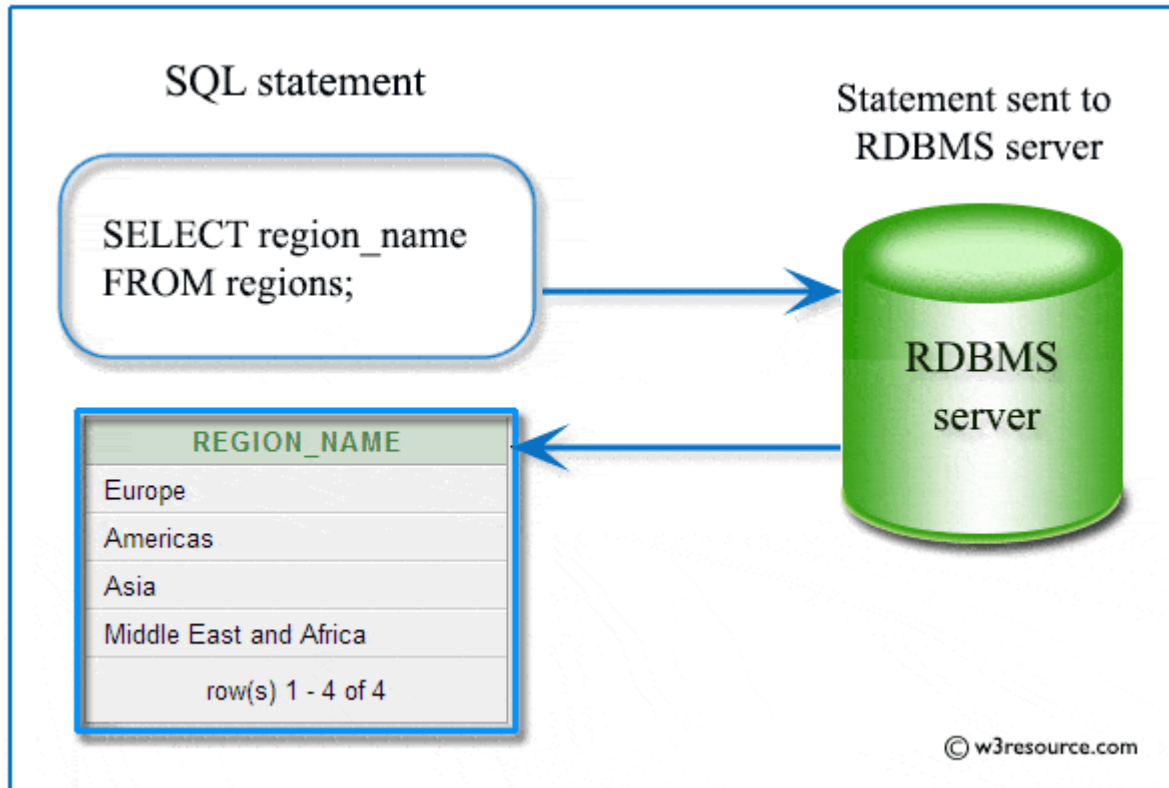 SQL statement
Statement sent to
RDBMS server
SELECT region_name
FROM regions;
RDBMS
server
REGION_NAME
Europe
Americas
Asia
Middle East and Africa
row(s) 1 - 4 of 4
© w3resource.com